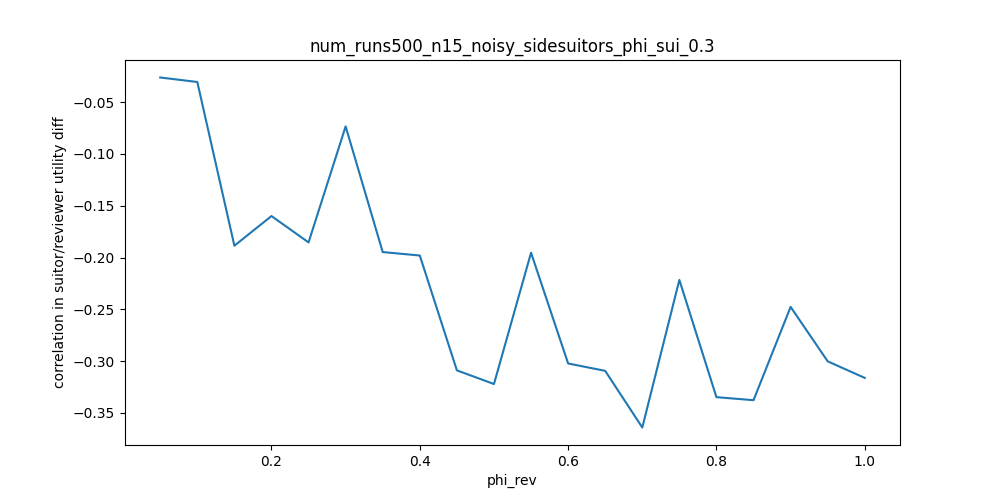 num_runs500_n15_noisy_sidesuitors_phi_sui_0.3
correlation in suitor/reviewer utility diff
−0.05
−0.10
−0.15
−0.20
−0.25
−0.30
−0.35
0.2 0.4 0.6 0.8 1.0
phi_rev